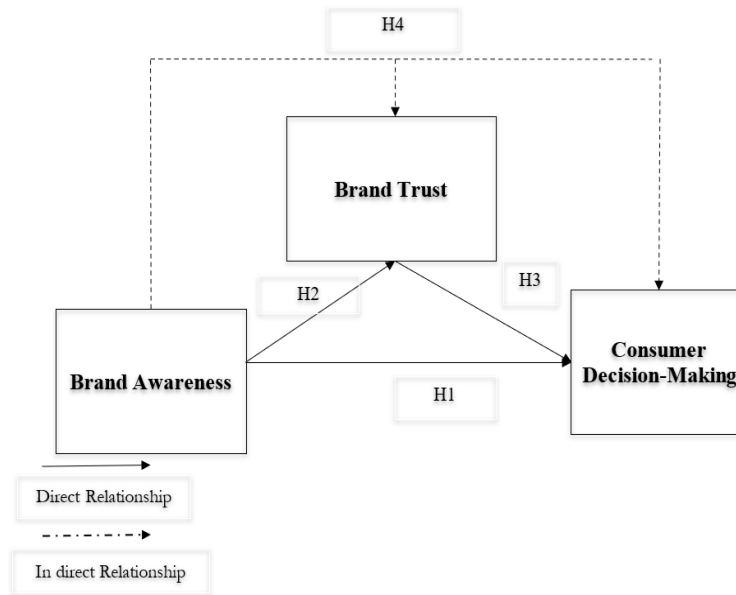 H4
Brand Trust
H2
H3
Brand Awareness
Consumer
Decision-Making
H1
Direct Relationship
In direct Relationship